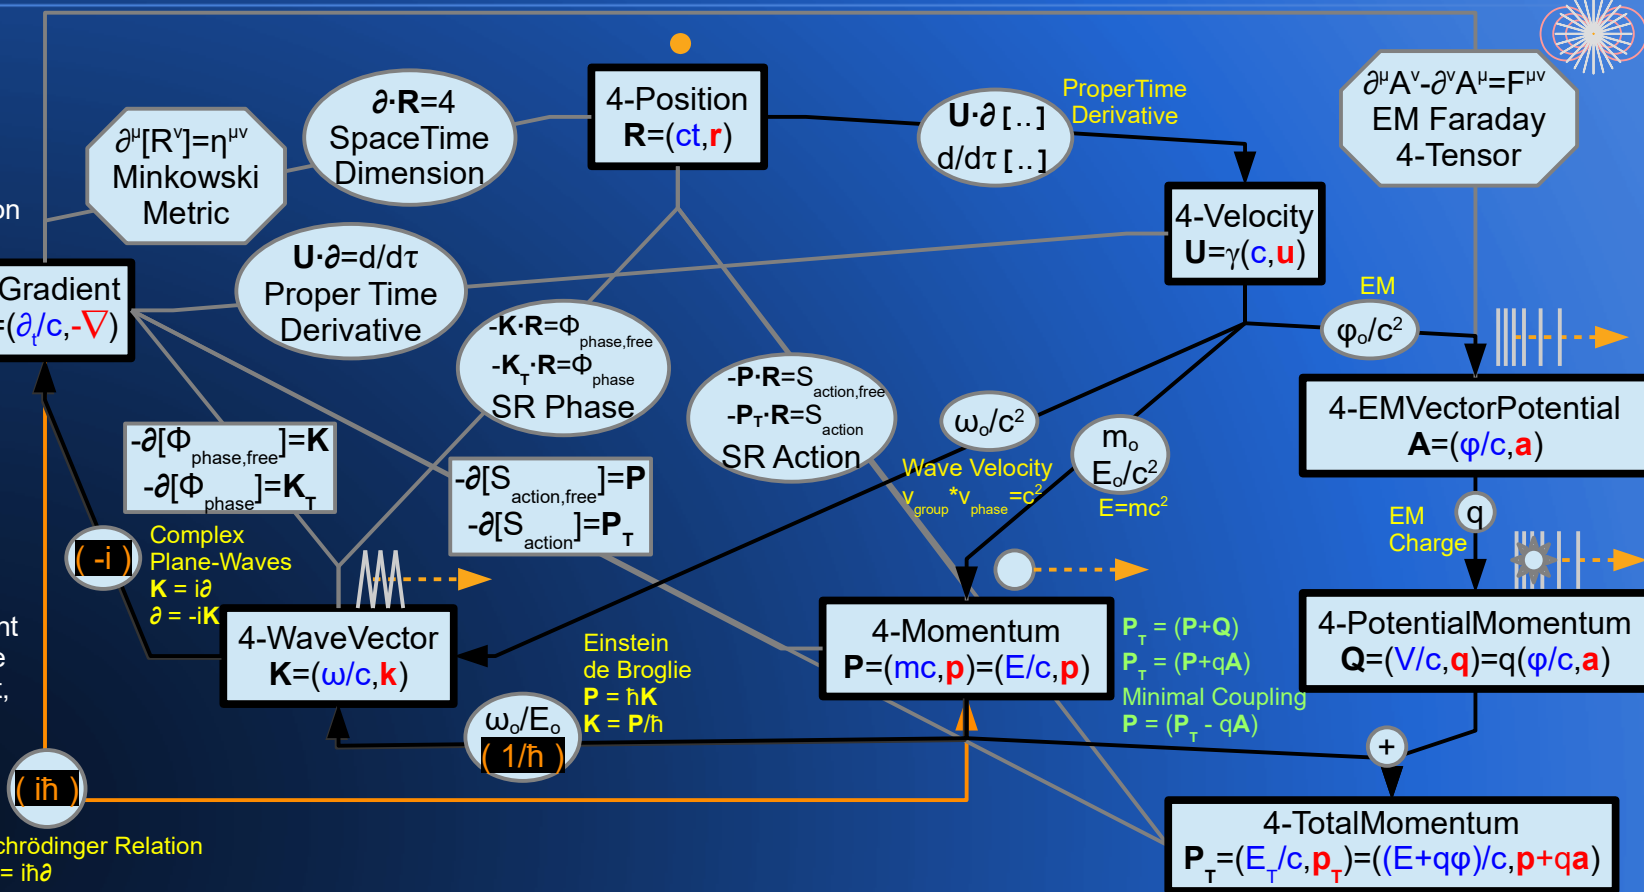 ∂·R=4
SpaceTime
Dimension
4-Position
R=(ct,r)
U·∂[..]
d/dτ[..]
ProperTime
Derivative
∂^μA^ν-∂^νA^μ=F^μν
EM Faraday
4-Tensor
∂^μ[R^ν]=η^μν
Minkowski
Metric
on
4-Velocity
U=γ(c,u)
U·∂=d/dτ
Proper Time
Derivative
Gradient
=(∂_t/c,-∇)
EM
φ_o/c²
-K·R=Φ_phase,free
-K_T·R=Φ_phase
SR Phase
-P·R=S_action,free
-P_T·R=S_action
SR Action
ω_o/c²
m_o
E_o/c²
E=mc²
Wave Velocity
v_group*v_phase=c²
4-EMVectorPotential
A=(φ/c,a)
-∂[Φ_phase,free]=K
-∂[Φ_phase]=K_T
-∂[S_action,free]=P
-∂[S_action]=P_T
EM
Charge
q
(-i)
Complex
Plane-Waves
K = i∂
∂ = -iK
nt
e
t,
4-WaveVector
K=(ω/c,k)
Einstein
de Broglie
P = ħK
K = P/ħ
4-Momentum
P=(mc,p)=(E/c,p)
P_T = (P+Q)
P_T = (P+qA)
Minimal Coupling
P = (P_T - qA)
4-PotentialMomentum
Q=(V/c,q)=q(φ/c,a)
ω_o/E_o
(1/ħ)
+
(iħ)
chrödinger Relation
= iħ∂
4-TotalMomentum
P_T=(E_T/c,p_T)=((E+qφ)/c,p+qa)